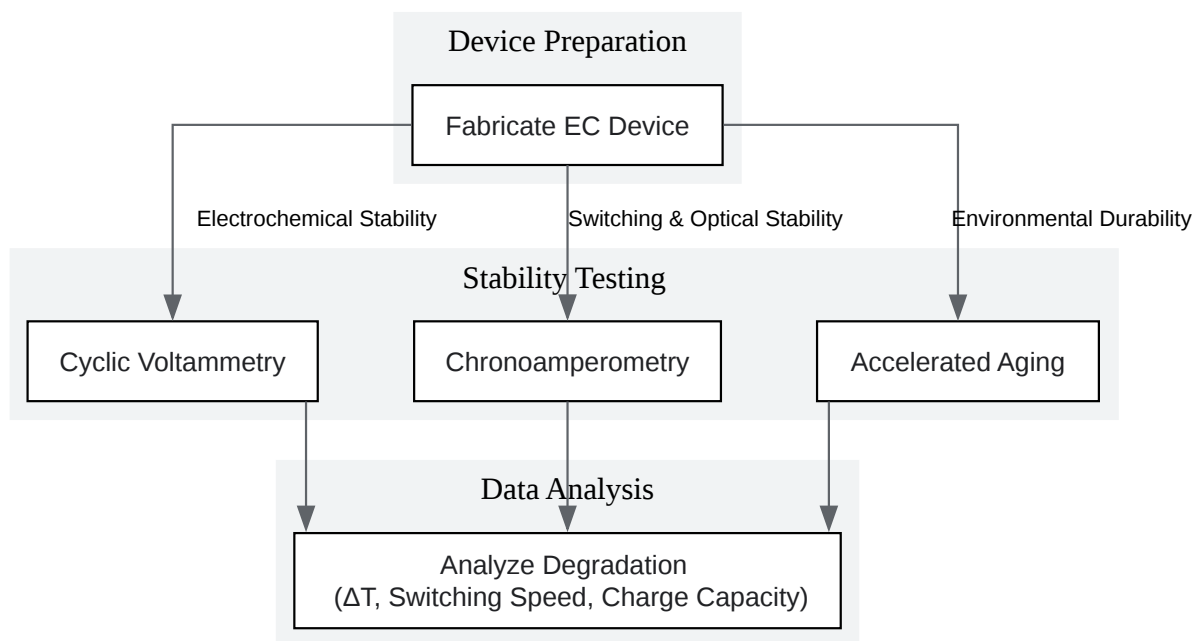 Device Preparation
Fabricate EC Device
Electrochemical Stability
Switching & Optical Stability
Environmental Durability
Stability Testing
Cyclic Voltammetry
Chronoamperometry
Accelerated Aging
Data Analysis
Analyze Degradation
(ΔT, Switching Speed, Charge Capacity)